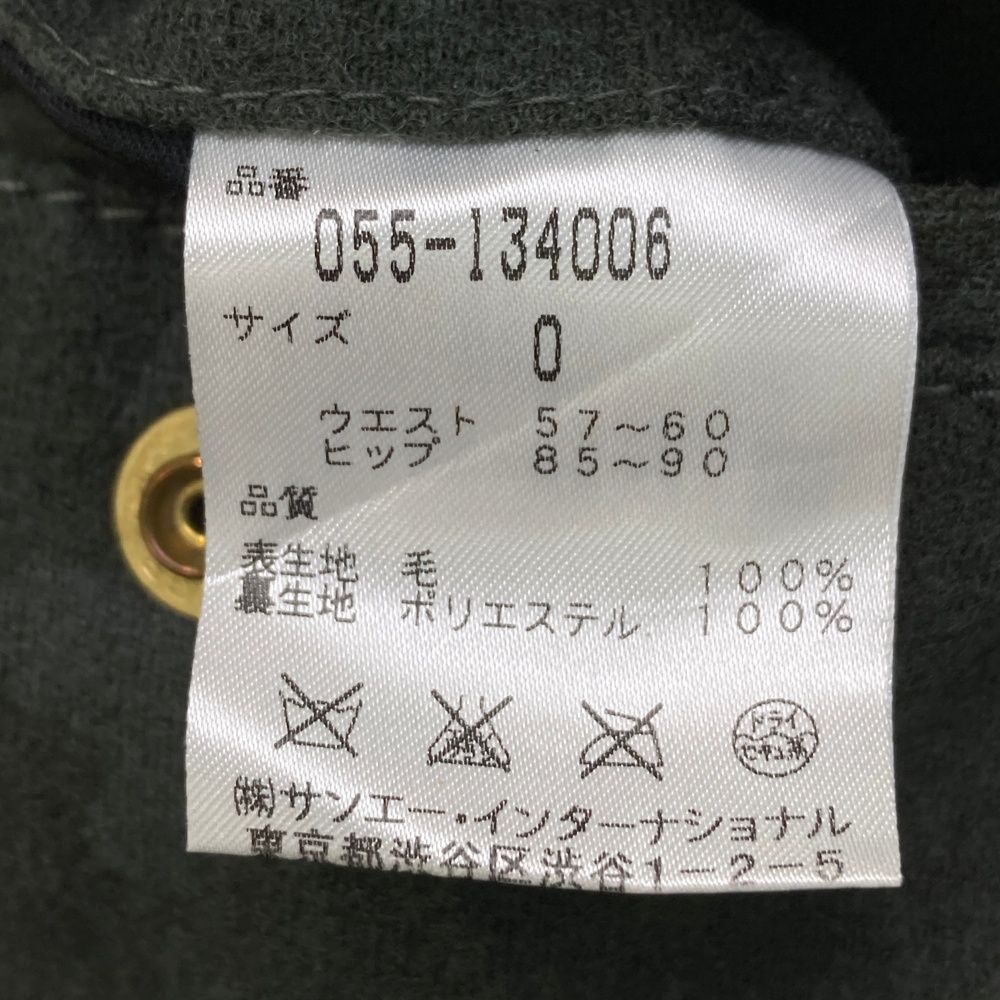 品番
055-134006
サイズ 0
ウエスト 57〜60
ヒップ 85〜90
品質
表生地 毛 100%
裏生地 ポリエステル 100%
ドライ
セキユ系
㈱サンエー・インターナショナル
東京都渋谷区渋谷1-2-5